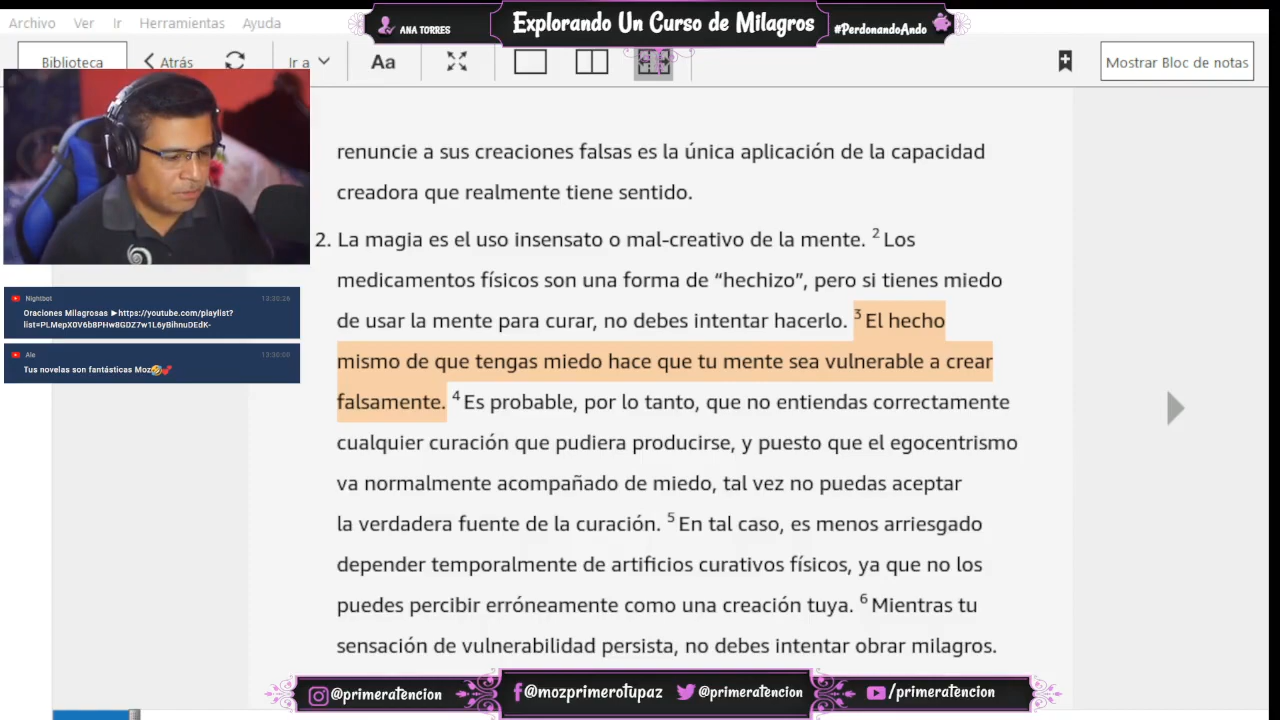 Archivo Ver Ir Herramientas Ayuda
ANA TORRES
Explorando Un Curso de Milagros
#PerdonandoAndo
Biblioteca Atrás Ir a Aa Mostrar Bloc de notas
renuncie a sus creaciones falsas es la única aplicación de la capacidad
creadora que realmente tiene sentido.
2. La magia es el uso insensato o mal-creativo de la mente. 2 Los
medicamentos físicos son una forma de “hechizo”, pero si tienes miedo
de usar la mente para curar, no debes intentar hacerlo. 3 El hecho
mismo de que tengas miedo hace que tu mente sea vulnerable a crear
falsamente. 4 Es probable, por lo tanto, que no entiendas correctamente
cualquier curación que pudiera producirse, y puesto que el egocentrismo
va normalmente acompañado de miedo, tal vez no puedas aceptar
la verdadera fuente de la curación. 5 En tal caso, es menos arriesgado
depender temporalmente de artificios curativos físicos, ya que no los
puedes percibir erróneamente como una creación tuya. 6 Mientras tu
sensación de vulnerabilidad persista, no debes intentar obrar milagros.
Nightbot 13:30:26
Oraciones Milagrosas ►https://youtube.com/playlist?
list=PLMepX0V6b8PHw8GDZ7w1L6yBihnuDEdK-
Ale 13:30:08
Tus novelas son fantásticas Moz🤣💕
@primeratencion
@mozprimerotupaz
@primeratencion
/primeratencion